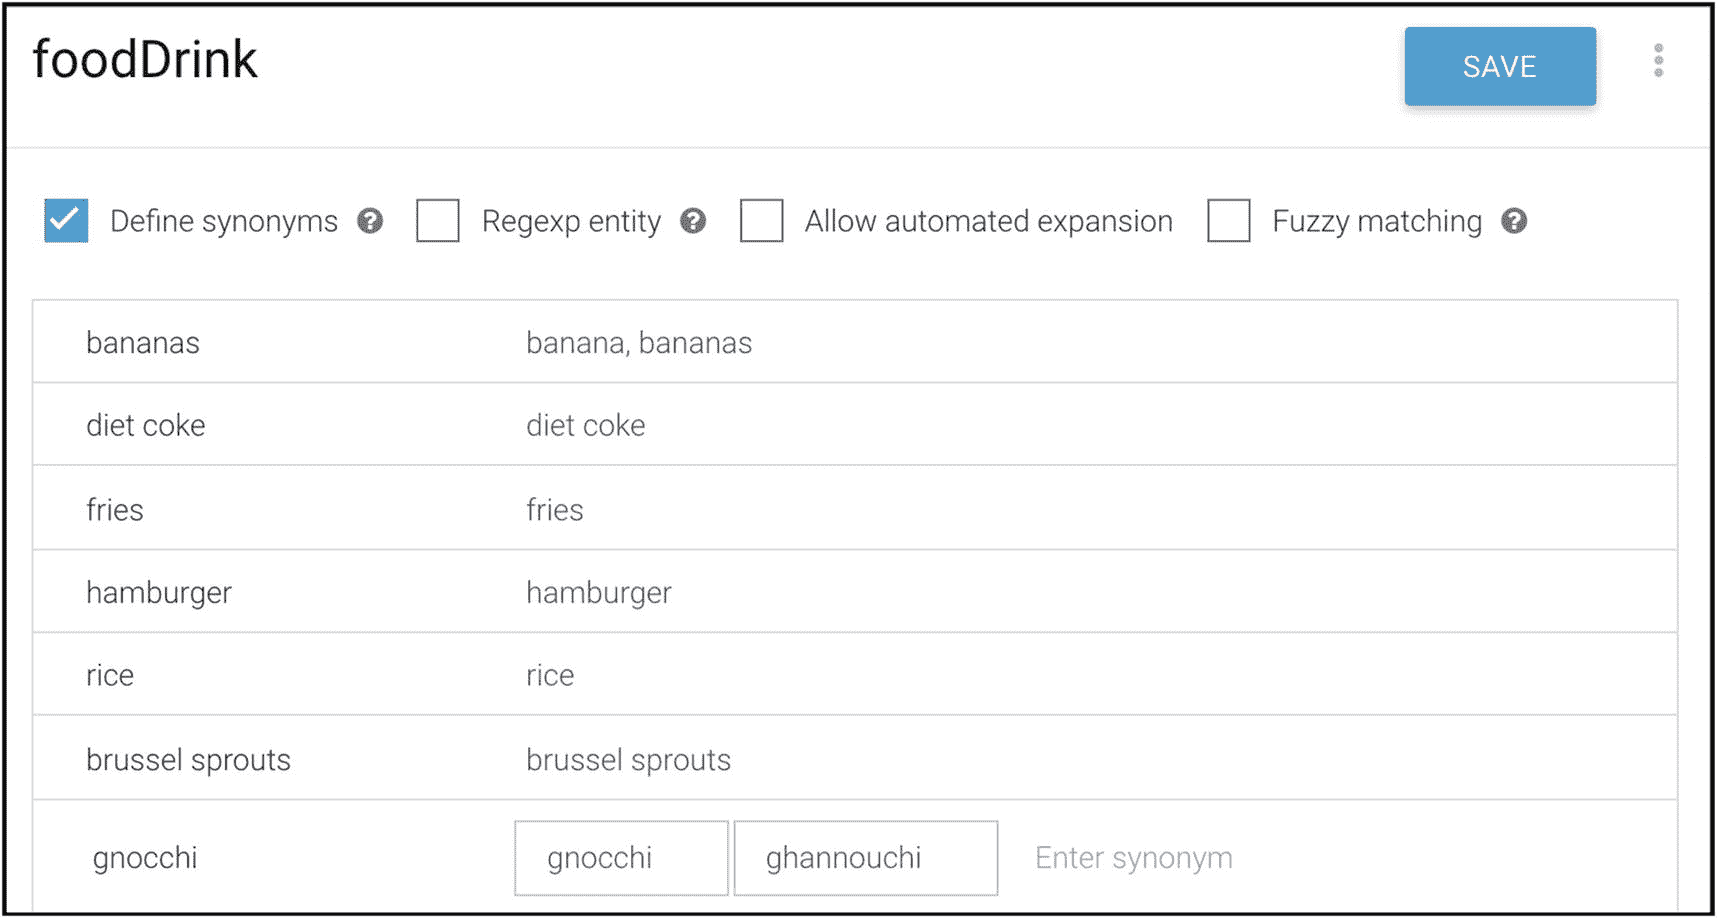 foodDrink SAVE
Define synonyms ? Regexp entity ? Allow automated expansion Fuzzy matching ?
bananas banana, bananas
diet coke diet coke
fries fries
hamburger hamburger
rice rice
brussel sprouts brussel sprouts
gnocchi gnocchi ghannouchi Enter synonym